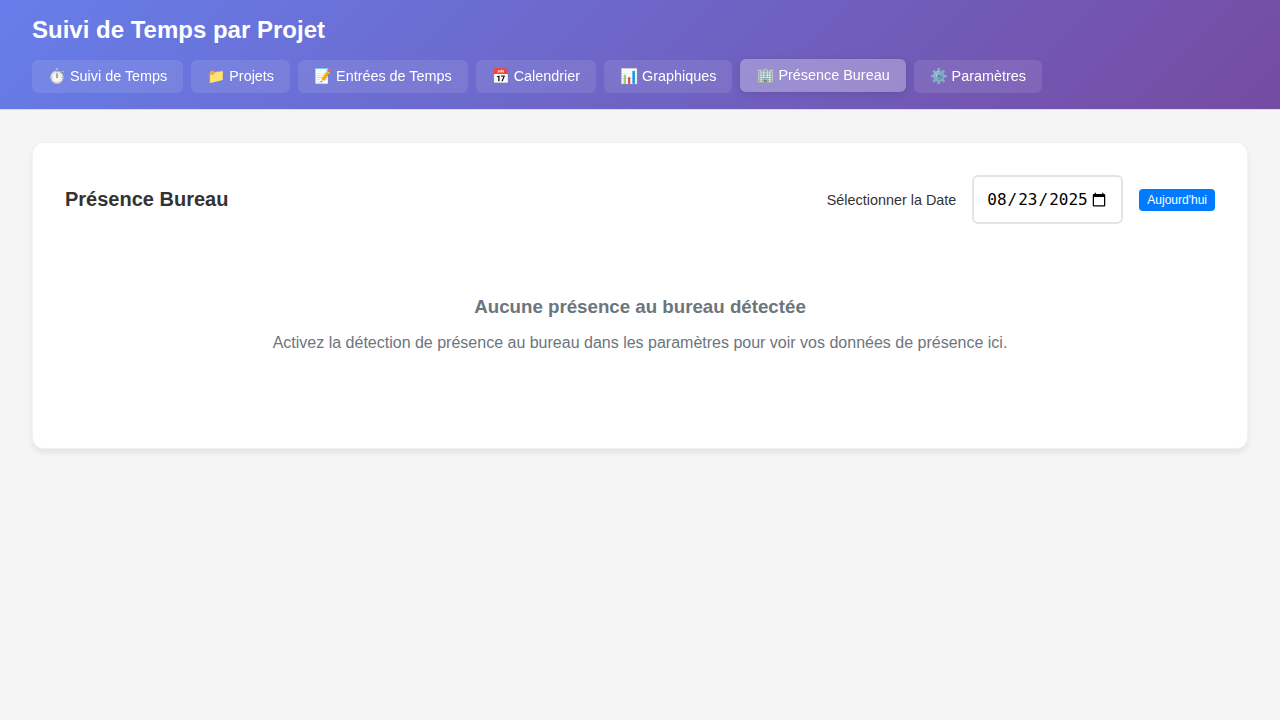 Suivi de Temps par Projet
⏱️ Suivi de Temps 📁 Projets 📝 Entrées de Temps 📅 Calendrier 📊 Graphiques 🏢 Présence Bureau ⚙️ Paramètres
Présence Bureau Sélectionner la Date 08/23/2025 Aujourd'hui
Aucune présence au bureau détectée
Activez la détection de présence au bureau dans les paramètres pour voir vos données de présence ici.